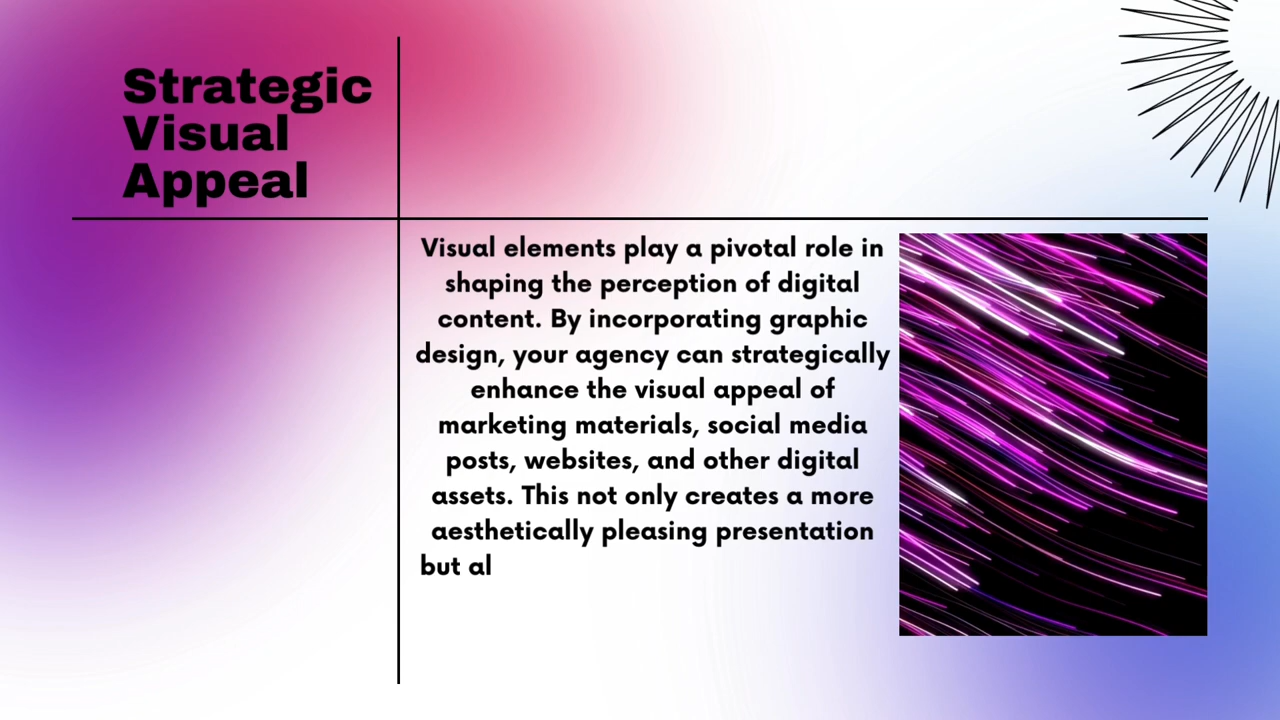 Strategic
Visual
Appeal
Visual elements play a pivotal role in
shaping the perception of digital
content. By incorporating graphic
design, your agency can strategically
enhance the visual appeal of
marketing materials, social media
posts, websites, and other digital
assets. This not only creates a more
aesthetically pleasing presentation
but al